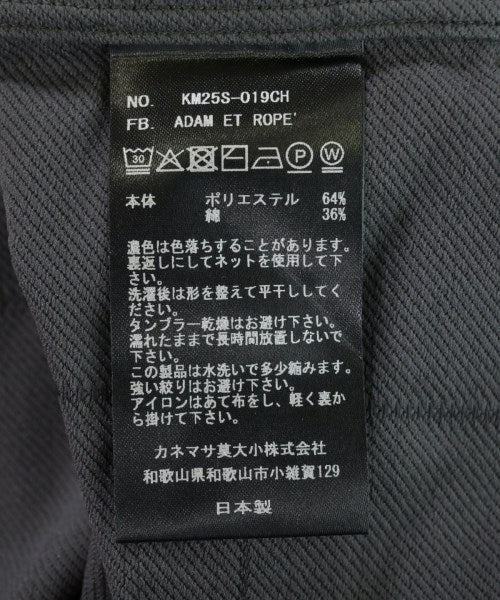 NO. KM25S-019CH
FB. ADAM ET ROPE'
30 P W
本体 ポリエステル 64%
綿 36%
濃色は色落ちすることがあります。
裏返しにしてネットを使用して下
さい。
洗濯後は形を整えて平干ししてく
ださい。
タンブラー乾燥はお避け下さい。
濡れたままで長時間放置しないで
下さい。
この製品は水洗いで多少縮みます。
強い絞りはお避け下さい。
アイロンはあて布をし、軽く裏か
ら掛けて下さい。
カネマサ莫大小株式会社
和歌山県和歌山市小雑賀129
日本製